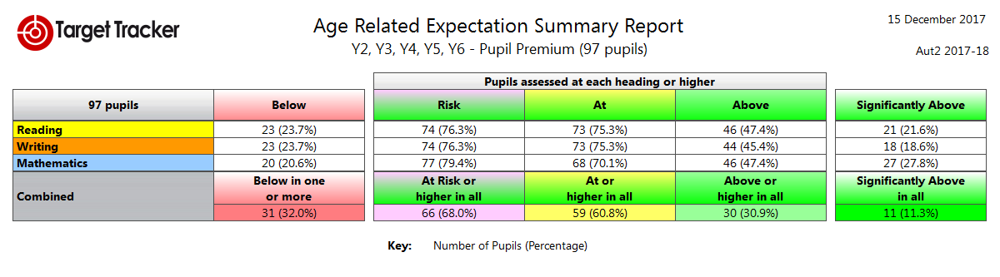 Target Tracker
Age Related Expectation Summary Report
15 December 2017
Y2, Y3, Y4, Y5, Y6 - Pupil Premium (97 pupils)
Aut2 2017-18
Pupils assessed at each heading or higher
97 pupils Below Risk At Above Significantly Above
Reading 23 (23.7%) 74 (76.3%) 73 (75.3%) 46 (47.4%) 21 (21.6%)
Writing 23 (23.7%) 74 (76.3%) 73 (75.3%) 44 (45.4%) 18 (18.6%)
Mathematics 20 (20.6%) 77 (79.4%) 68 (70.1%) 46 (47.4%) 27 (27.8%)
Combined
Below in one
or more
At Risk or
higher in all
At or
higher in all
Above or
higher in all
Significantly Above
in all
31 (32.0%) 66 (68.0%) 59 (60.8%) 30 (30.9%) 11 (11.3%)
Key: Number of Pupils (Percentage)